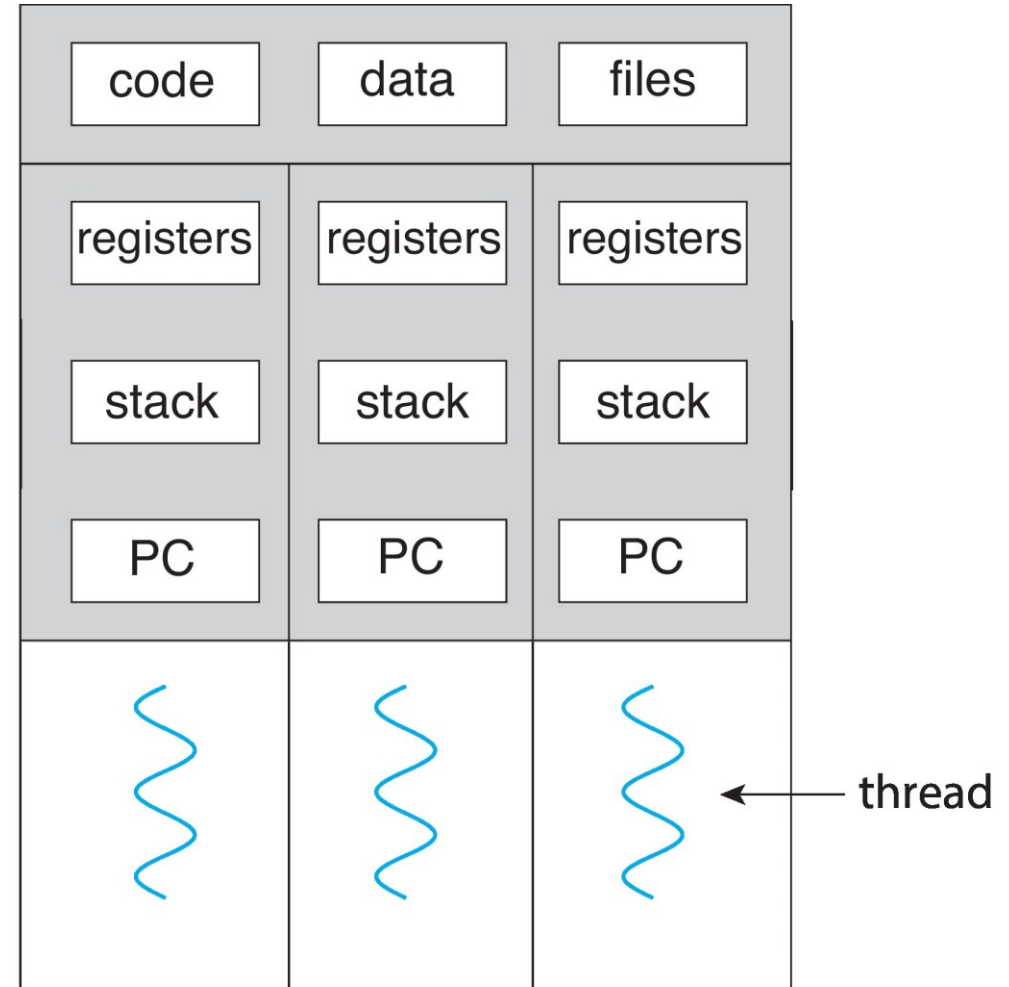 code data files
registers registers registers
stack stack stack
PC PC PC
thread